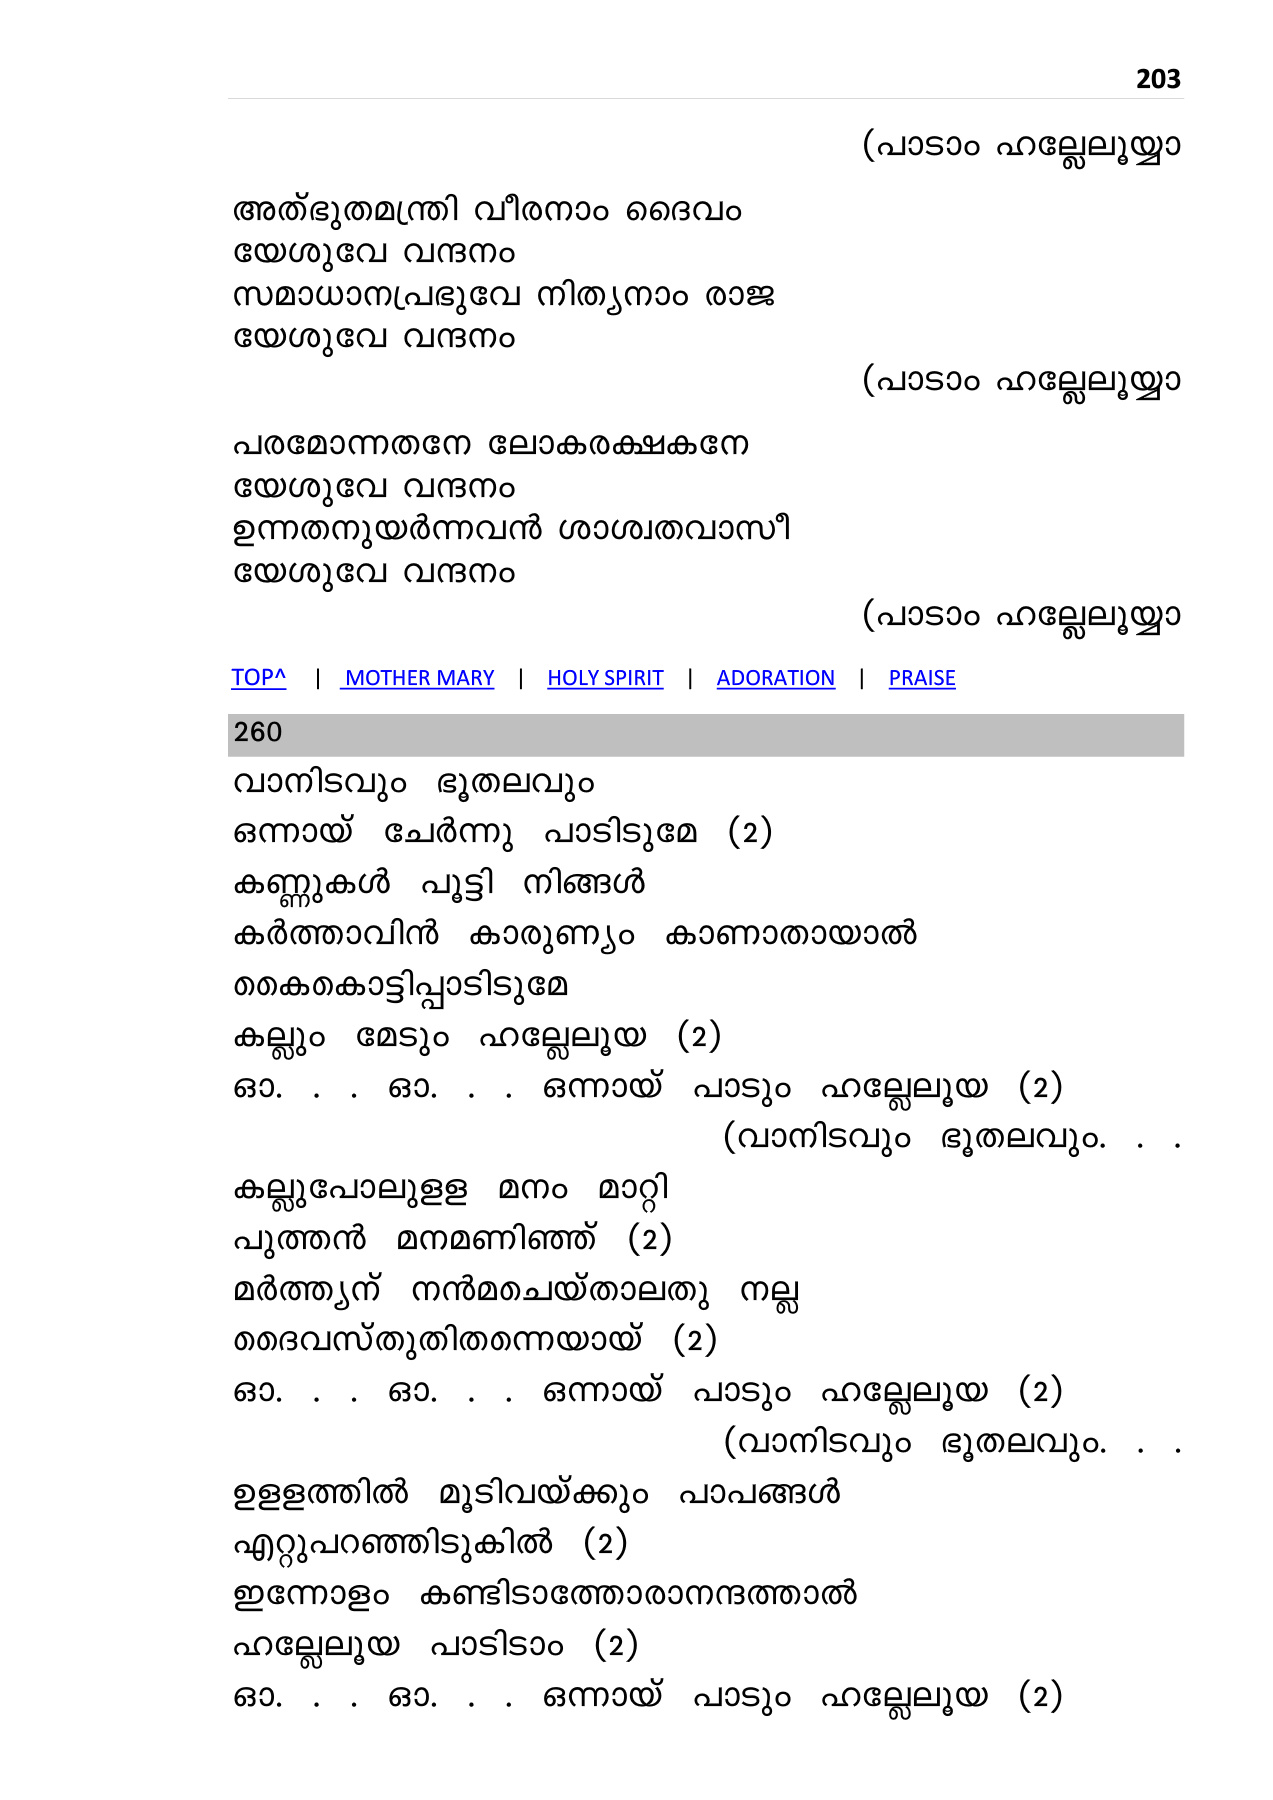 203
(പാടാം ഹല്ലേലൂയ്യാ
അത്ഭുതമന്ത്രി വീരനാം ദൈവം
യേശുവേ വന്ദനം
സമാധാനപ്രഭുവേ നിത്യനാം രാജ
യേശുവേ വന്ദനം
(പാടാം ഹല്ലേലൂയ്യാ
പരമോന്നതനേ ലോകരക്ഷകനേ
യേശുവേ വന്ദനം
ഉന്നതനുയർന്നവൻ ശാശ്വതവാസീ
യേശുവേ വന്ദനം
(പാടാം ഹല്ലേലൂയ്യാ
TOP^ | MOTHER MARY | HOLY SPIRIT | ADORATION | PRAISE
260
വാനിടവും ഭൂതലവും
ഒന്നായ് ചേർന്നു പാടിടുമേ (2)
കണ്ണുകൾ പൂട്ടി നിങ്ങൾ
കർത്താവിൻ കാരുണ്യം കാണാതായാൽ
കൈകൊട്ടിപ്പാടിടുമേ
കല്ലും മേടും ഹല്ലേലൂയ (2)
ഓ. . . ഓ. . . ഒന്നായ് പാടും ഹല്ലേലൂയ (2)
(വാനിടവും ഭൂതലവും. . .
കല്ലുപോലുളള മനം മാറ്റി
പുത്തൻ മനമണിഞ്ഞ് (2)
മർത്ത്യന് നൻമചെയ്താലതു നല്ല
ദൈവസ്തുതിതന്നെയായ് (2)
ഓ. . . ഓ. . . ഒന്നായ് പാടും ഹല്ലേലൂയ (2)
(വാനിടവും ഭൂതലവും. . .
ഉളളത്തിൽ മൂടിവയ്ക്കും പാപങ്ങൾ
എറ്റുപറഞ്ഞിടുകിൽ (2)
ഇന്നോളം കണ്ടിടാത്തോരാനന്ദത്താൽ
ഹല്ലേലൂയ പാടിടാം (2)
ഓ. . . ഓ. . . ഒന്നായ് പാടും ഹല്ലേലൂയ (2)